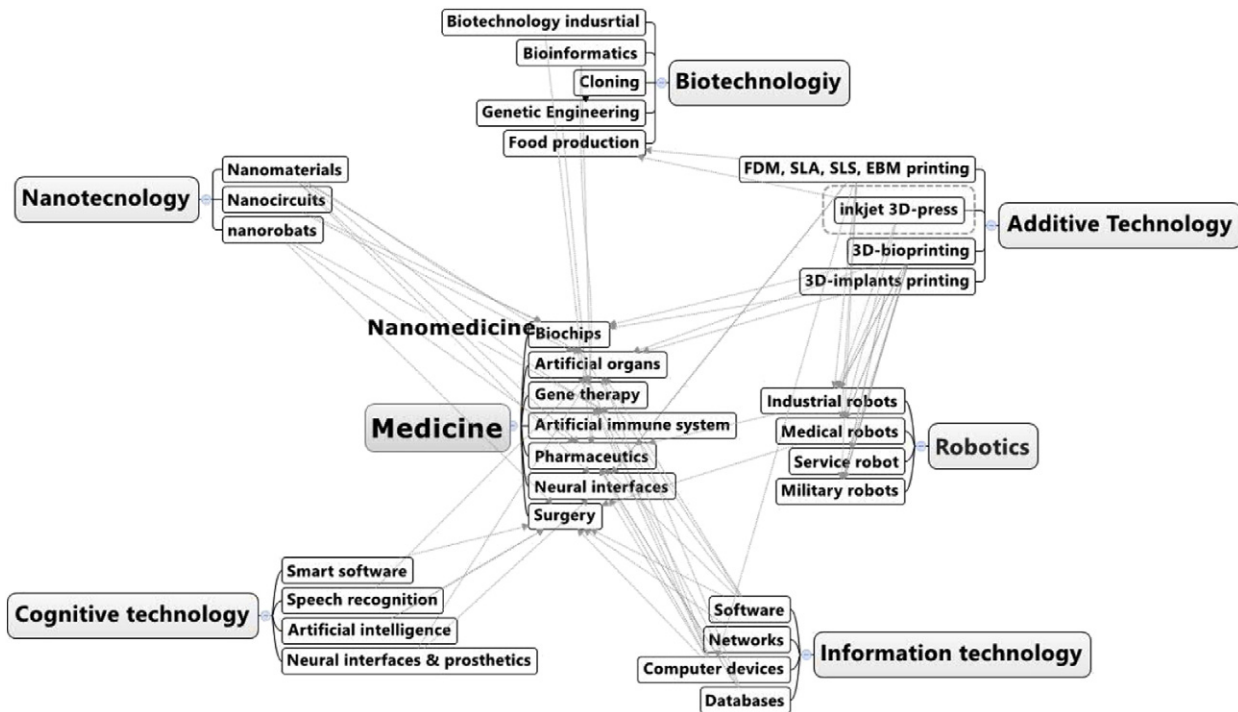 Biotechnology indusrtial
Bioinformatics
Cloning
Genetic Engineering
Food production
Biotechnologiy
Nanotecnology
Nanomaterials
Nanocircuits
nanorobats
FDM, SLA, SLS, EBM printing
inkjet 3D-press
3D-bioprinting
3D-implants printing
Additive Technology
Nanomedicine
Medicine
Biochips
Artificial organs
Gene therapy
Artificial immune system
Pharmaceutics
Neural interfaces
Surgery
Industrial robots
Medical robots
Service robot
Military robots
Robotics
Cognitive technology
Smart software
Speech recognition
Artificial intelligence
Neural interfaces & prosthetics
Software
Networks
Computer devices
Databases
Information technology